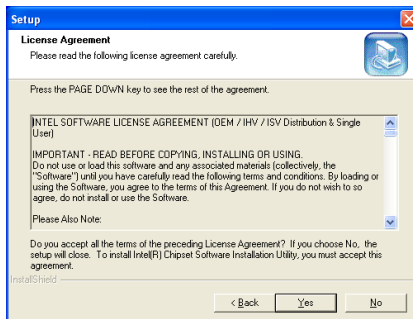 Setup
License Agreement
Please read the following license agreement carefully.
Press the PAGE DOWN key to see the rest of the agreement.
INTEL SOFTWARE LICENSE AGREEMENT (OEM / IHV / ISV Distribution & Single
User)
IMPORTANT - READ BEFORE COPYING, INSTALLING OR USING.
Do not use or load this software and any associated materials (collectively, the
"Software") until you have carefully read the following terms and conditions. By loading or
using the Software, you agree to the terms of this Agreement. If you do not wish to so
agree, do not install or use the Software.
Please Also Note:
Do you accept all the terms of the preceding License Agreement? If you choose No, the
setup will close. To install Intel(R) Chipset Software Installation Utility, you must accept this
agreement.
InstallShield
< Back Yes No